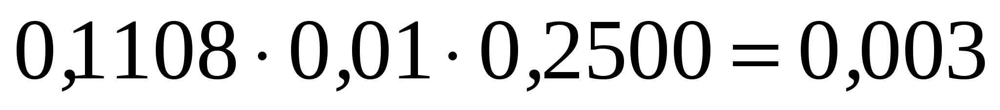 0,1108 · 0,01 · 0,2500 = 0,003